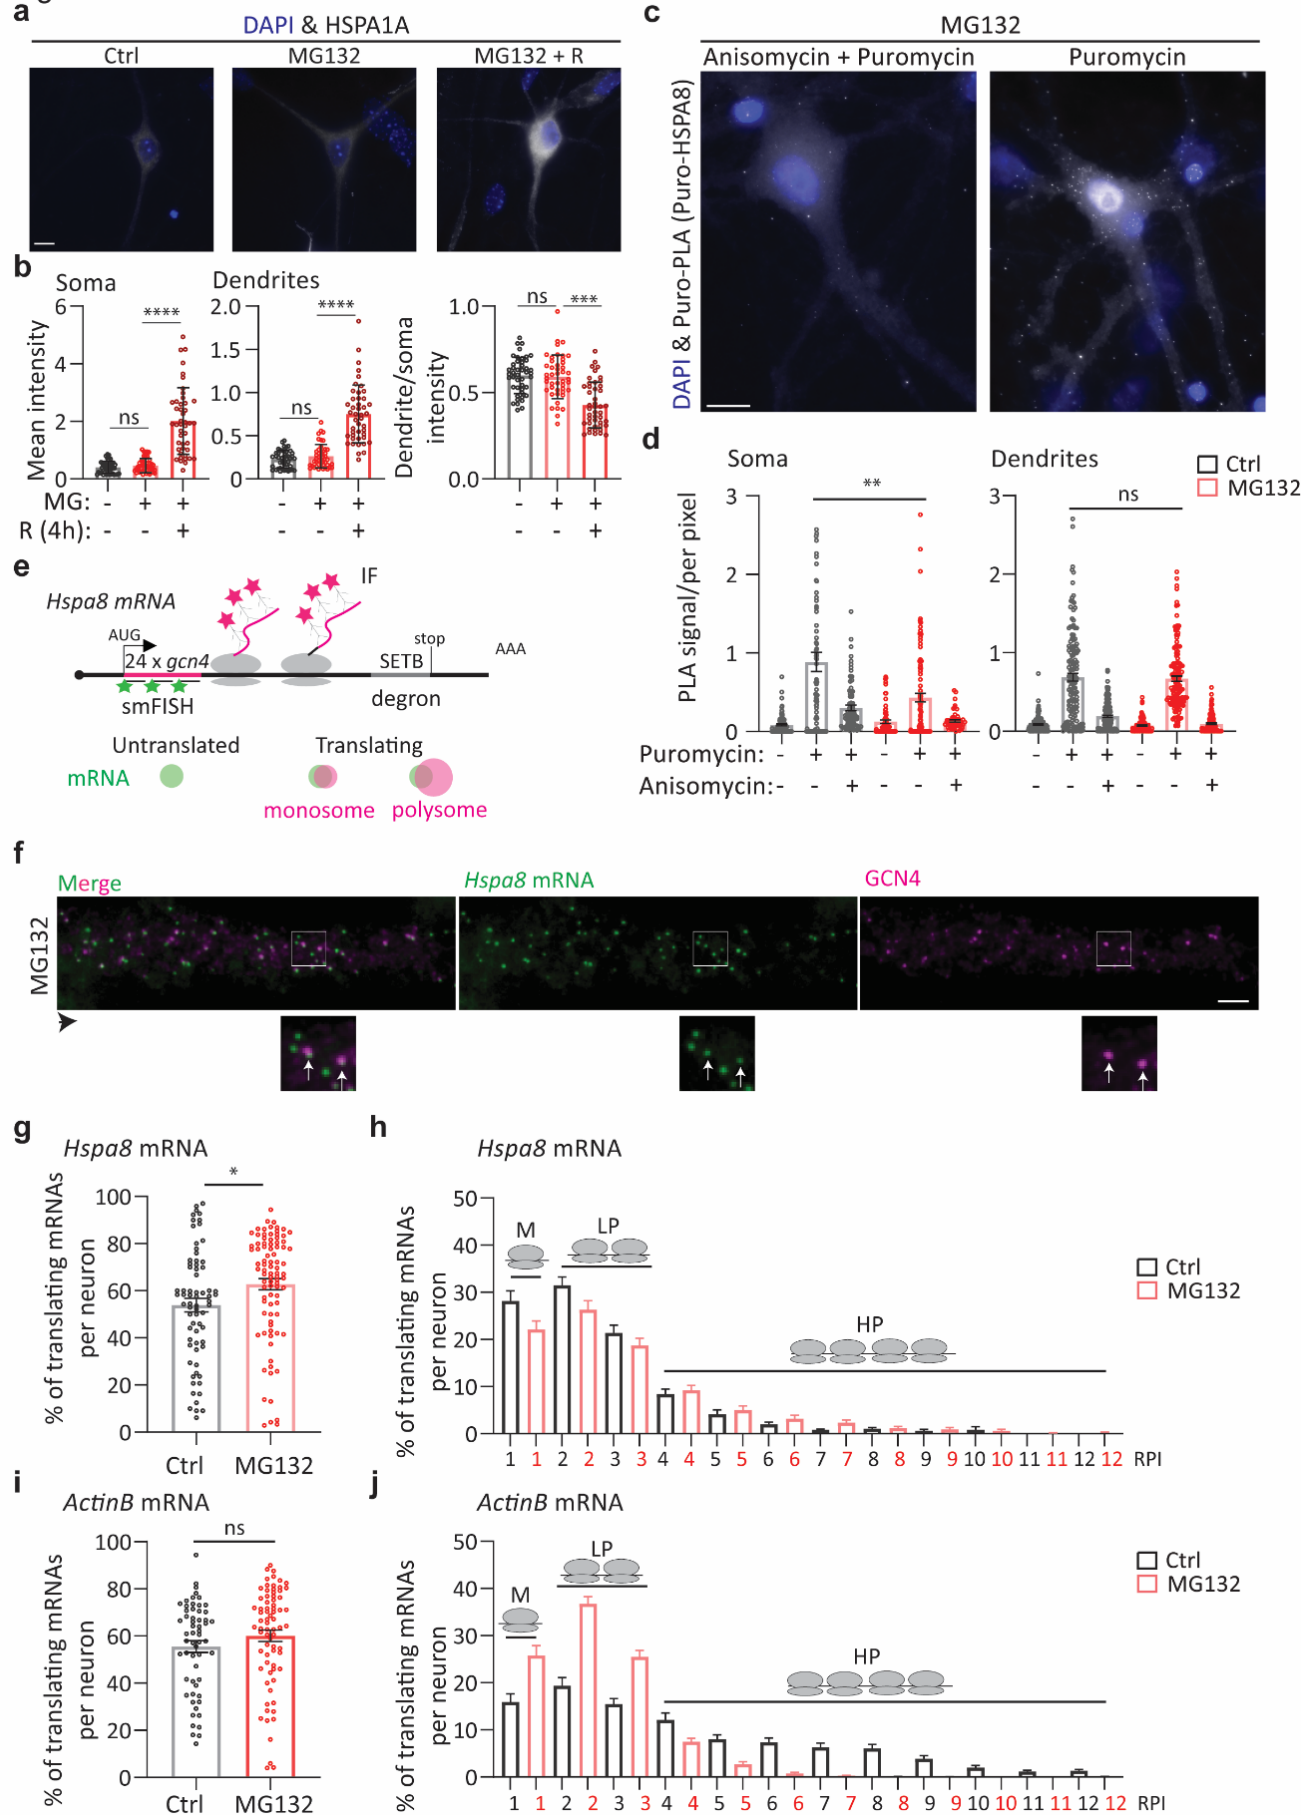 a
DAPI & HSPA1A
Ctrl
MG132
MG132 + R
b
Soma
Dendrites
Mean intensity
6
4
2
0
****
ns
2.0
1.5
1.0
0.5
0
****
ns
Dendrite/soma
intensity
1.0
0.5
0.0
ns
***
MG: - + + - + + - + +
R (4h): - - + - - + - - +
c
MG132
Anisomycin + Puromycin
Puromycin
DAPI & Puro-PLA (Puro-HSPA8)
d
Soma
Dendrites
Ctrl
MG132
PLA signal/per pixel
3
2
1
0
**
3
2
1
0
ns
Puromycin: - + + - + + - + + - + +
Anisomycin: - - + - - + - - + - - +
e
Hspa8 mRNA
IF
AUG
24 x gcn4
smFISH
SETB
stop
AAA
degron
Untranslated
Translating
mRNA
monosome
polysome
f
Merge
Hspa8 mRNA
GCN4
MG132
g
Hspa8 mRNA
% of translating mRNAs
per neuron
100
80
60
40
20
0
*
Ctrl
MG132
h
Hspa8 mRNA
% of translating mRNAs
per neuron
50
40
30
20
10
0
M
LP
HP
Ctrl
MG132
1 1 2 2 3 3 4 4 5 5 6 6 7 7 8 8 9 9 10 10 11 11 12 12 RPI
i
ActinB mRNA
% of translating mRNAs
per neuron
100
80
60
40
20
0
ns
Ctrl
MG132
j
ActinB mRNA
% of translating mRNAs
per neuron
50
40
30
20
10
0
M
LP
HP
Ctrl
MG132
1 1 2 2 3 3 4 4 5 5 6 6 7 7 8 8 9 9 10 10 11 11 12 12 RPI